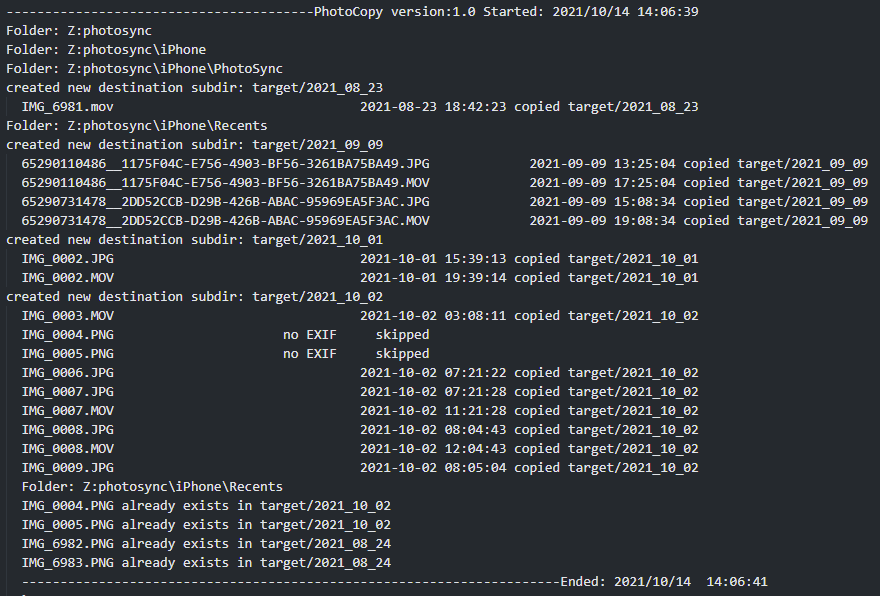 ----------------------------------------PhotoCopy version:1.0 Started: 2021/10/14 14:06:39
Folder: Z:photosync
Folder: Z:photosync\iPhone
Folder: Z:photosync\iPhone\PhotoSync
created new destination subdir: target/2021_08_23
  IMG_6981.mov                                2021-08-23 18:42:23 copied target/2021_08_23
Folder: Z:photosync\iPhone\Recents
created new destination subdir: target/2021_09_09
  65290110486__1175F04C-E756-4903-BF56-3261BA75BA49.JPG             2021-09-09 13:25:04 copied target/2021_09_09
  65290110486__1175F04C-E756-4903-BF56-3261BA75BA49.MOV             2021-09-09 17:25:04 copied target/2021_09_09
  65290731478__2DD52CCB-D29B-426B-ABAC-95969EA5F3AC.JPG             2021-09-09 15:08:34 copied target/2021_09_09
  65290731478__2DD52CCB-D29B-426B-ABAC-95969EA5F3AC.MOV             2021-09-09 19:08:34 copied target/2021_09_09
created new destination subdir: target/2021_10_01
  IMG_0002.JPG                                2021-10-01 15:39:13 copied target/2021_10_01
  IMG_0002.MOV                                2021-10-01 19:39:14 copied target/2021_10_01
created new destination subdir: target/2021_10_02
  IMG_0003.MOV                                2021-10-02 03:08:11 copied target/2021_10_02
  IMG_0004.PNG                      no EXIF     skipped
  IMG_0005.PNG                      no EXIF     skipped
  IMG_0006.JPG                                2021-10-02 07:21:22 copied target/2021_10_02
  IMG_0007.JPG                                2021-10-02 07:21:28 copied target/2021_10_02
  IMG_0007.MOV                                2021-10-02 11:21:28 copied target/2021_10_02
  IMG_0008.JPG                                2021-10-02 08:04:43 copied target/2021_10_02
  IMG_0008.MOV                                2021-10-02 12:04:43 copied target/2021_10_02
  IMG_0009.JPG                                2021-10-02 08:05:04 copied target/2021_10_02
  Folder: Z:photosync\iPhone\Recents
  IMG_0004.PNG already exists in target/2021_10_02
  IMG_0005.PNG already exists in target/2021_10_02
  IMG_6982.PNG already exists in target/2021_08_24
  IMG_6983.PNG already exists in target/2021_08_24
  ----------------------------------------------------------------------Ended: 2021/10/14  14:06:41